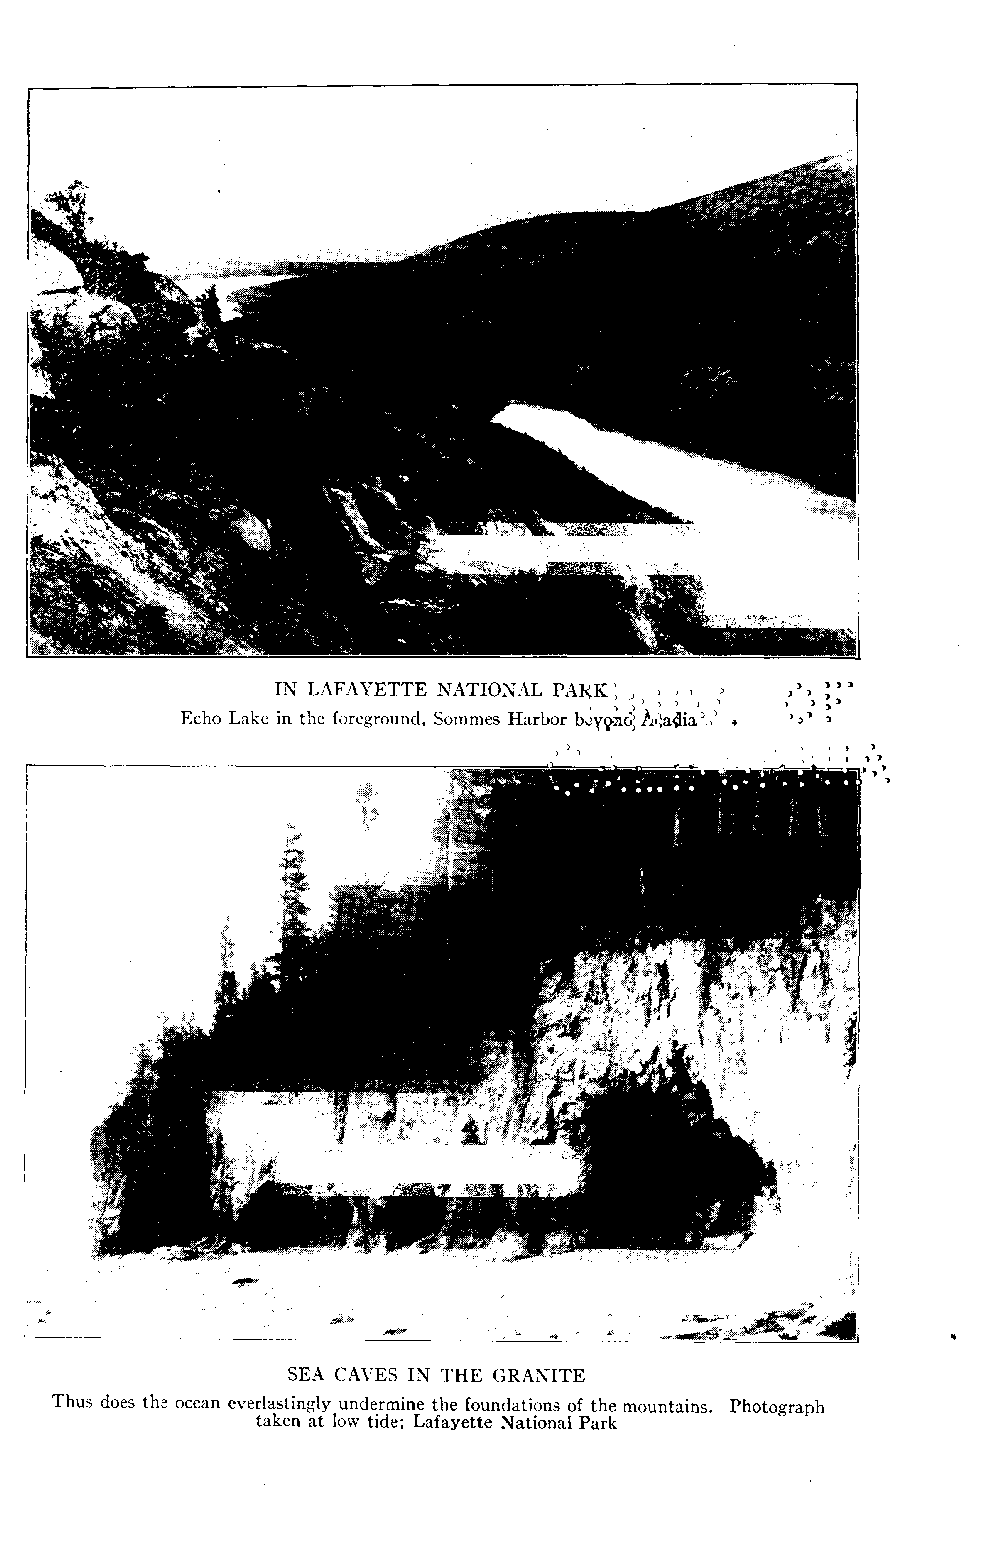 IN LAFAYETTE NATIONAL PARK
Echo Lake in the foreground, Sommes Harbor beyond Acadia
SEA CAVES IN THE GRANITE
Thus does the ocean everlastingly undermine the foundations of the mountains. Photograph
taken at low tide; Lafayette National Park